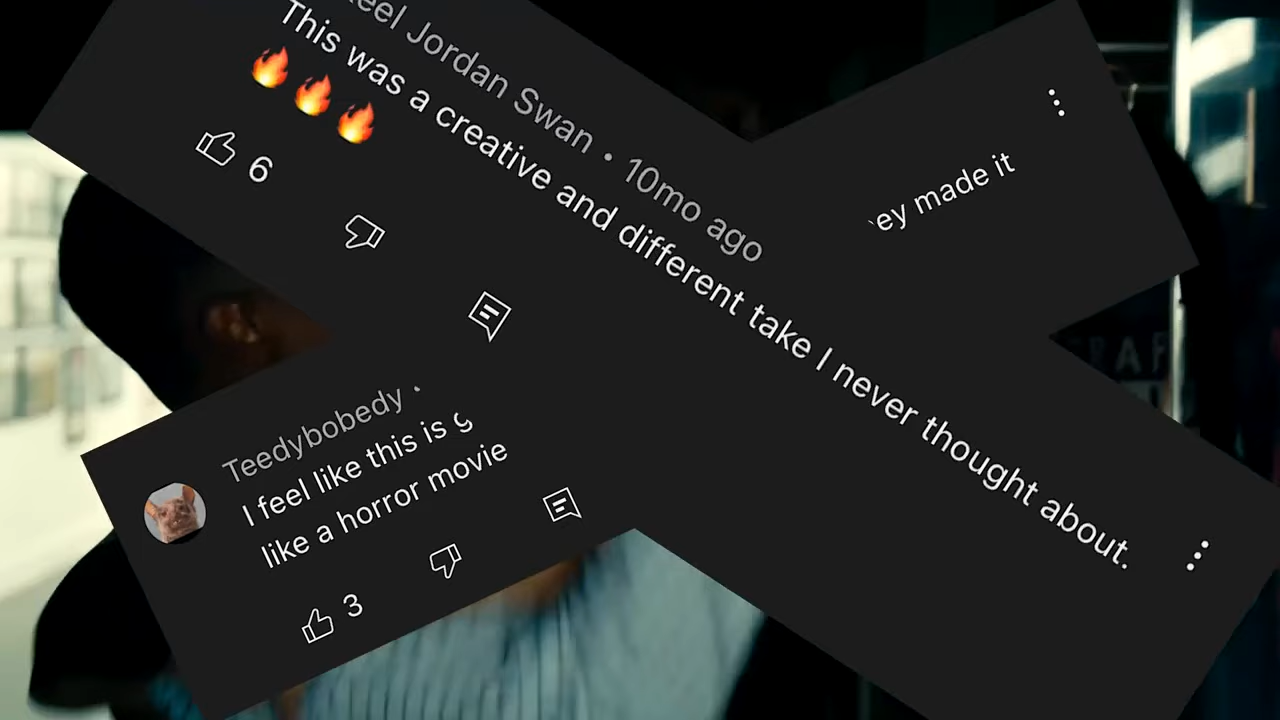 Jordan Swan • 10mo ago
This was a creative and different take I never thought about.
🔥🔥🔥
6
Teedybobedy •
I feel like this is
made it
like a horror movie
3